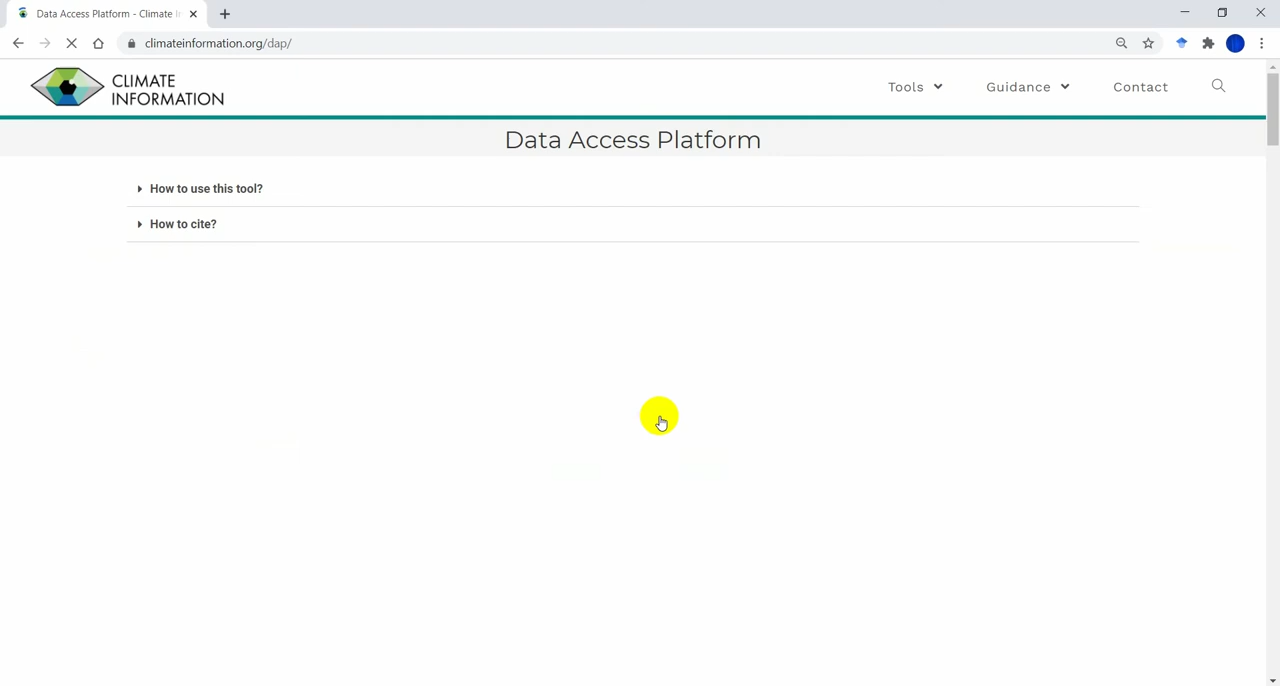 Data Access Platform - Climate I
climateinformation.org/dap/
CLIMATE
INFORMATION
Tools
Guidance
Contact
Data Access Platform
How to use this tool?
How to cite?